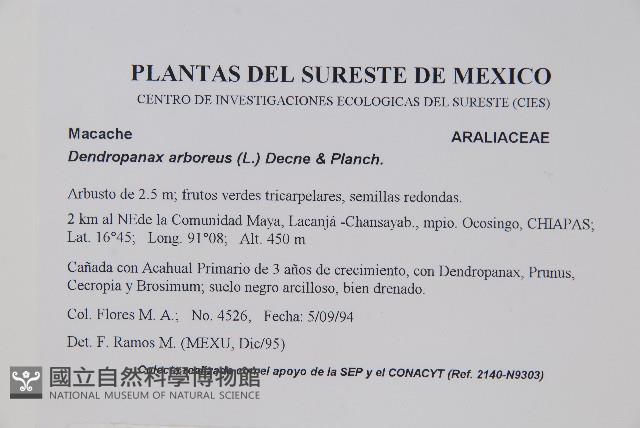 PLANTAS DEL SURESTE DE MEXICO
CENTRO DE INVESTIGACIONES ECOLOGICAS DEL SURESTE (CIES)
Macache ARALIACEAE
Dendropanax arboreus (L.) Decne & Planch.
Arbusto de 2.5 m; frutos verdes tricarpelares, semillas redondas.
2 km al NEde la Comunidad Maya, Lacanjá -Chansayab., mpio. Ocosingo, CHIAPAS;
Lat. 16°45; Long. 91°08; Alt. 450 m
Cañada con Acahual Primario de 3 años de crecimiento, con Dendropanax, Prunus,
Cecropia y Brosimum; suelo negro arcilloso, bien drenado.
Col. Flores M. A.; No. 4526, Fecha: 5/09/94
Det. F. Ramos M. (MEXU, Dic/95)
Colecta realizada con el apoyo de la SEP y el CONACYT (Ref. 2140-N9303)
國立自然科學博物館
NATIONAL MUSEUM OF NATURAL SCIENCE